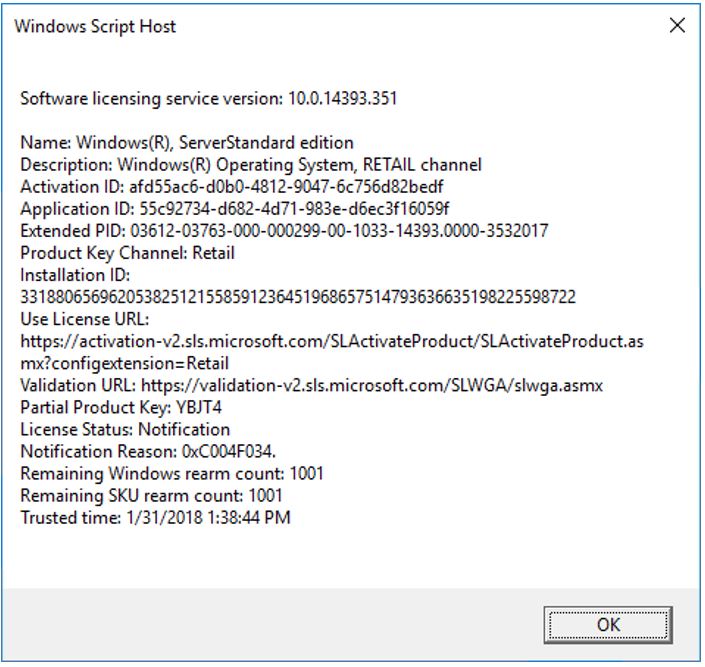 Windows Script Host
Software licensing service version: 10.0.14393.351
Name: Windows(R), ServerStandard edition
Description: Windows(R) Operating System, RETAIL channel
Activation ID: afd55ac6-d0b0-4812-9047-6c756d82bedf
Application ID: 55c92734-d682-4d71-983e-d6ec3f16059f
Extended PID: 03612-03763-000-000299-00-1033-14393.0000-3532017
Product Key Channel: Retail
Installation ID:
331880656962053825121558591236451968657514793636635198225598722
Use License URL:
https://activation-v2.sls.microsoft.com/SLActivateProduct/SLActivateProduct.as
mx?configextension=Retail
Validation URL: https://validation-v2.sls.microsoft.com/SLWGA/slwga.asmx
Partial Product Key: YBJT4
License Status: Notification
Notification Reason: 0xC004F034.
Remaining Windows rearm count: 1001
Remaining SKU rearm count: 1001
Trusted time: 1/31/2018 1:38:44 PM
OK